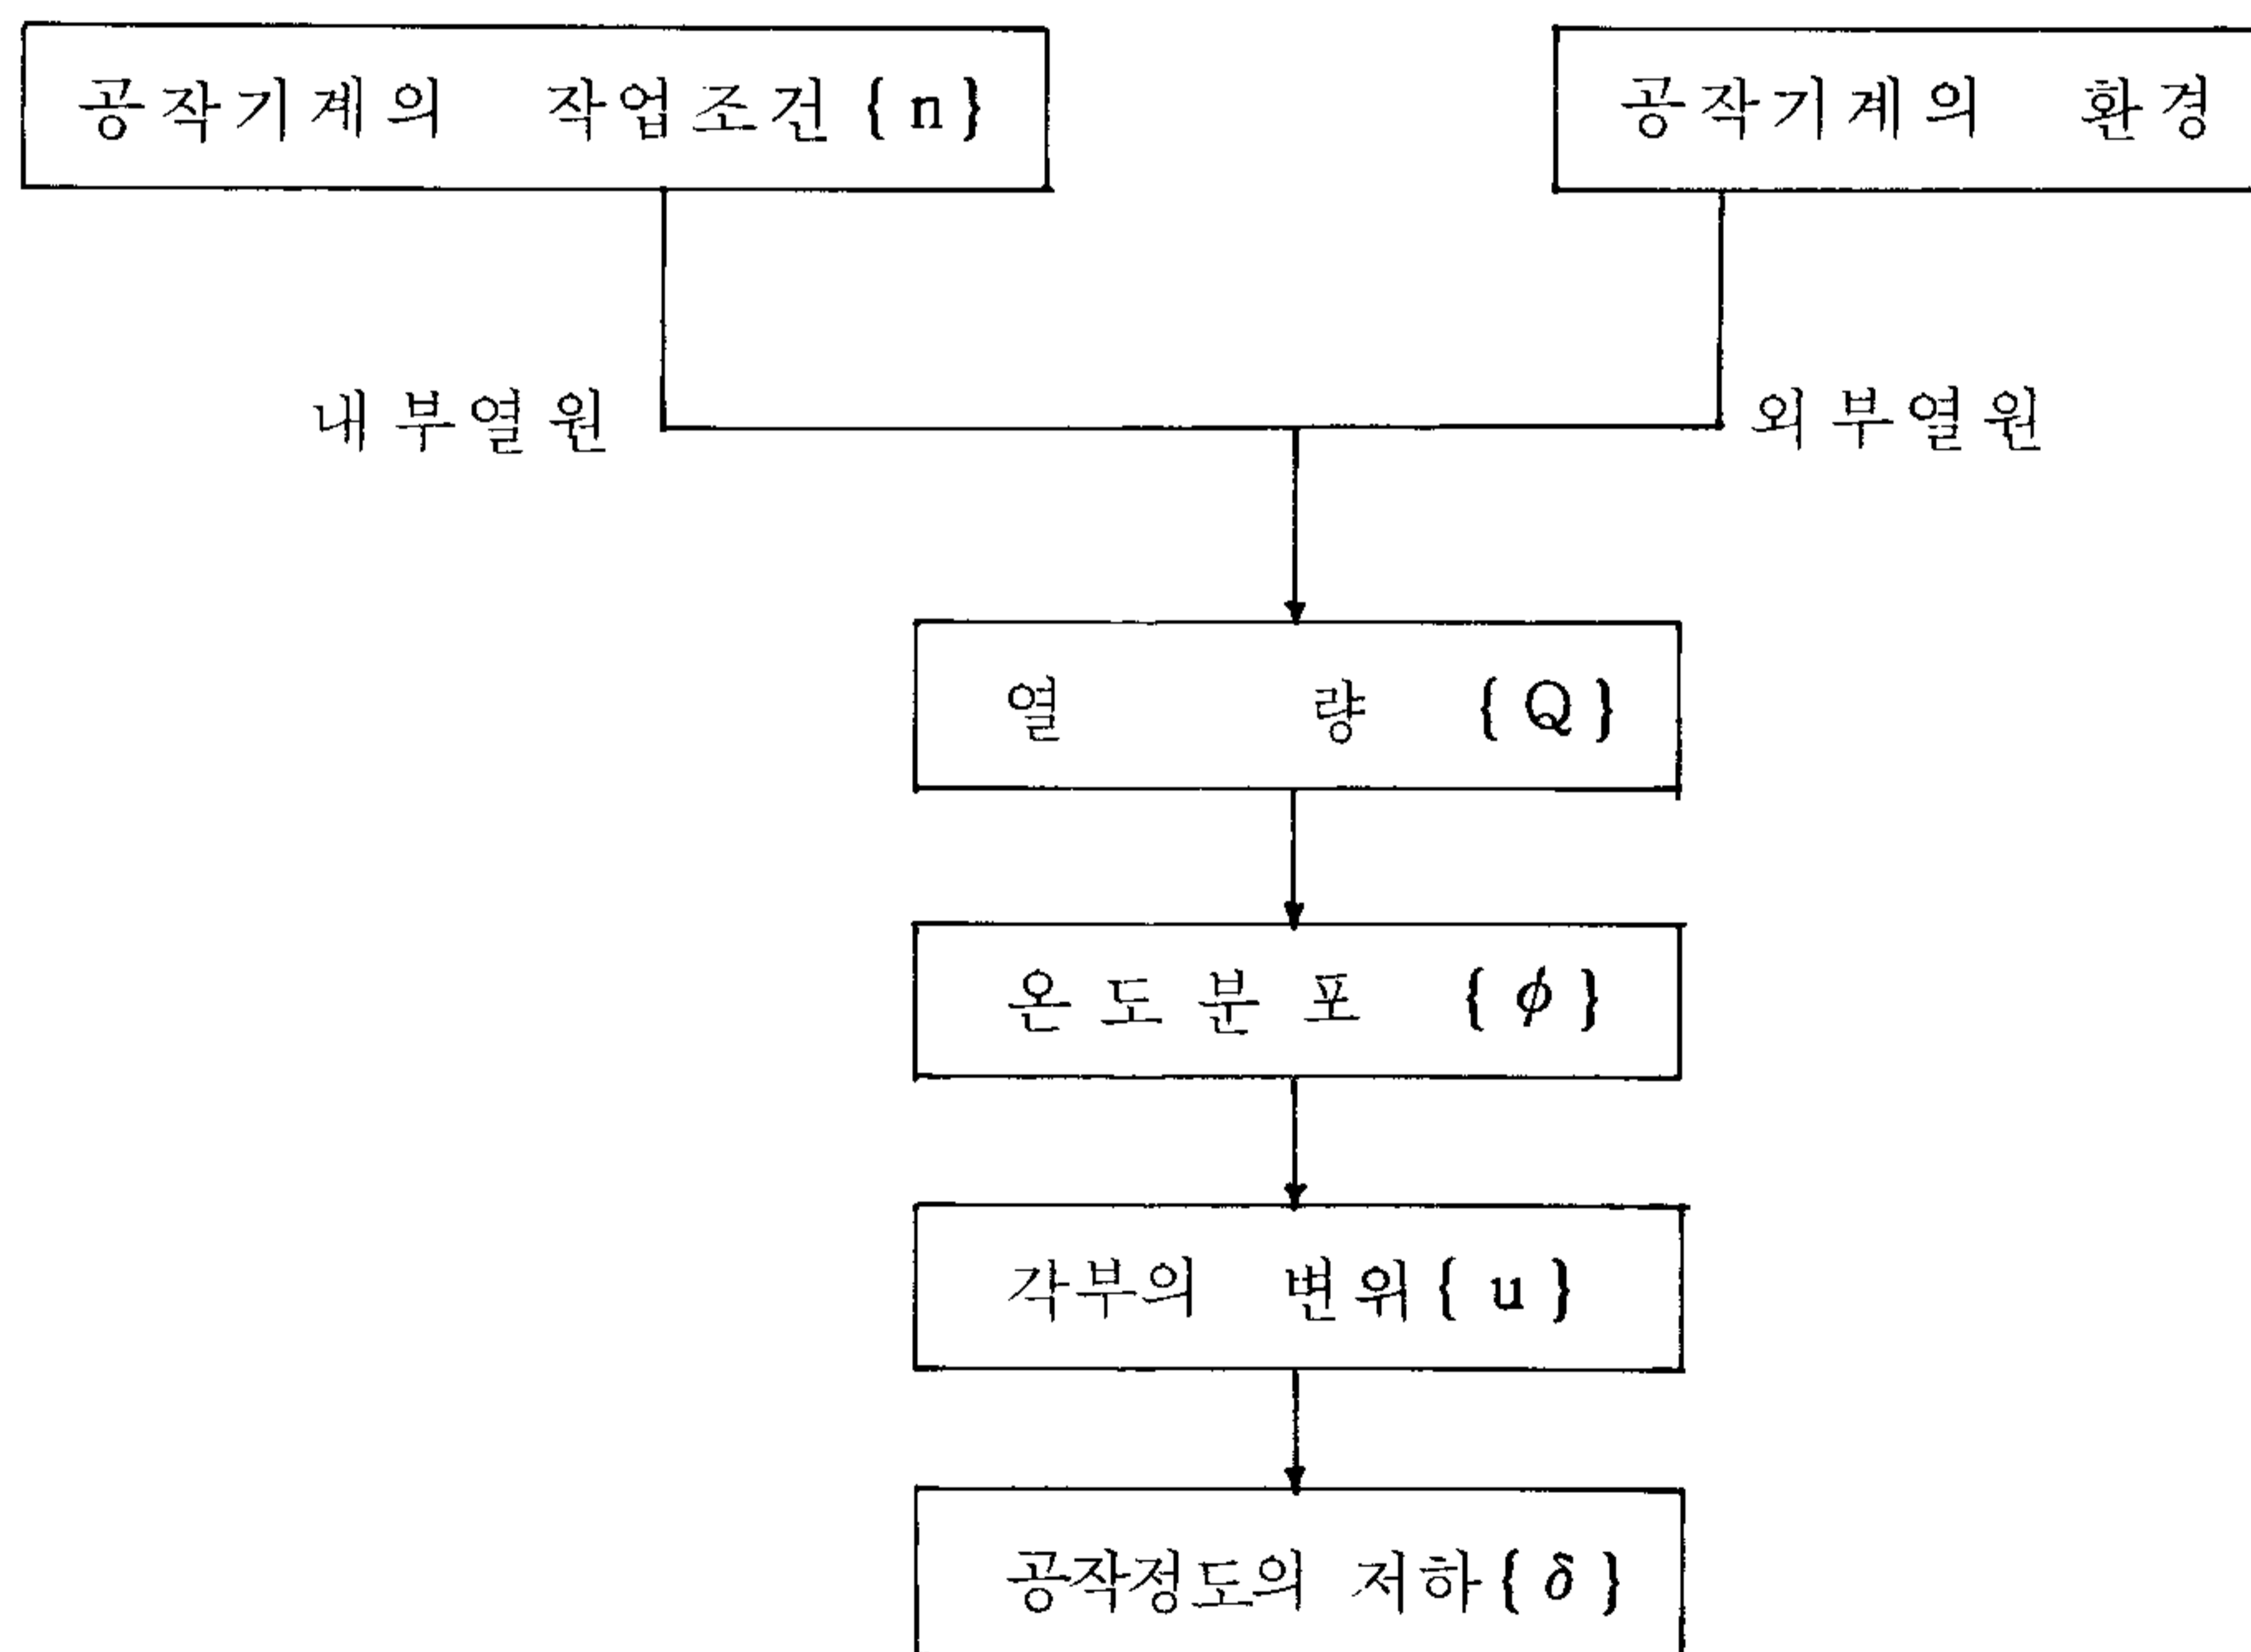 공작기계의 작업조건 { n }
공작기계의 환경
내부열원
외부열원
열 량 { Q }
온도분포 { ϕ }
각부의 변위 { u }
공작정도의 저하 { δ }